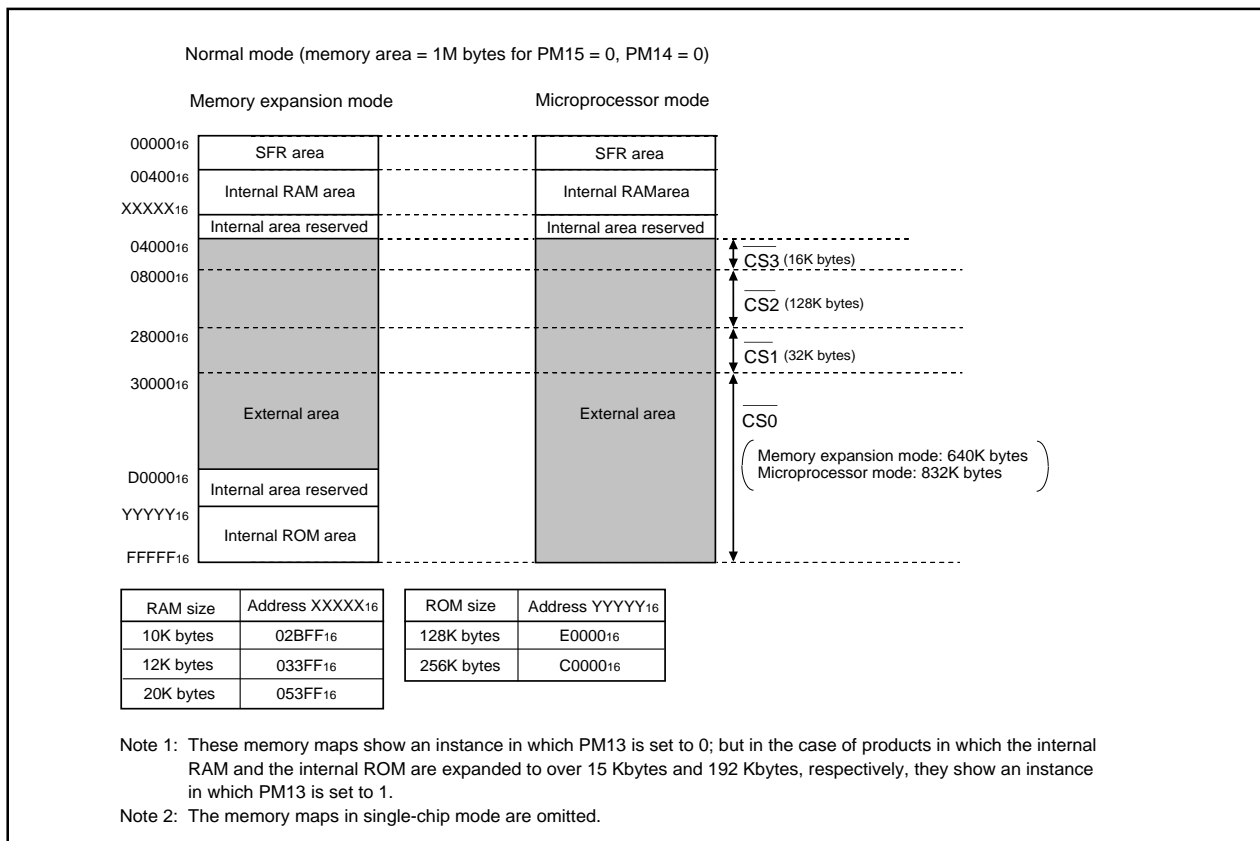 Normal mode (memory area = 1M bytes for PM15 = 0, PM14 = 0)
Memory expansion mode
Microprocessor mode
0000016
SFR area
SFR area
0040016
Internal RAM area
Internal RAMarea
XXXXX16
Internal area reserved
Internal area reserved
0400016
CS3 (16K bytes)
0800016
CS2 (128K bytes)
2800016
CS1 (32K bytes)
3000016
External area
External area
CS0
Memory expansion mode: 640K bytes
Microprocessor mode: 832K bytes
D000016
Internal area reserved
YYYYY16
Internal ROM area
FFFFF16
RAM size Address XXXXX16
10K bytes 02BFF16
12K bytes 033FF16
20K bytes 053FF16
ROM size Address YYYYY16
128K bytes E000016
256K bytes C000016
Note 1: These memory maps show an instance in which PM13 is set to 0; but in the case of products in which the internal
RAM and the internal ROM are expanded to over 15 Kbytes and 192 Kbytes, respectively, they show an instance
in which PM13 is set to 1.
Note 2: The memory maps in single-chip mode are omitted.